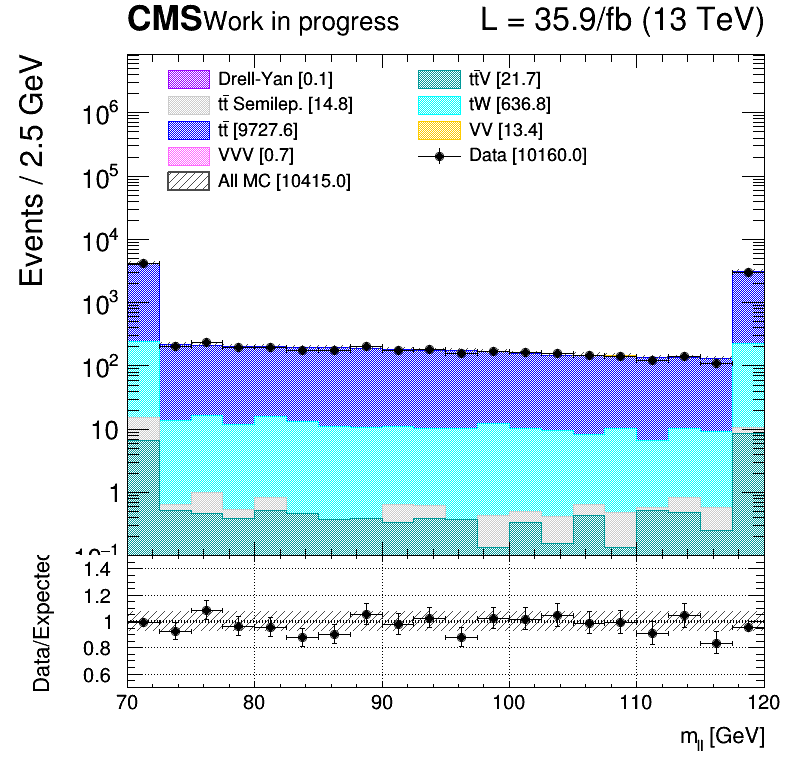 CMS Work in progress L = 35.9/fb (13 TeV)
Events / 2.5 GeV
Drell-Yan [0.1]
tt̄ Semilep. [14.8]
tt̄ [9727.6]
VVV [0.7]
All MC [10415.0]
tt̄V [21.7]
tW [636.8]
VV [13.4]
Data [10160.0]
10⁶
10⁵
10⁴
10³
10²
10
1
10⁻¹
Data/Expected
1.4
1.2
1
0.8
0.6
70 80 90 100 110 120
m_ll [GeV]